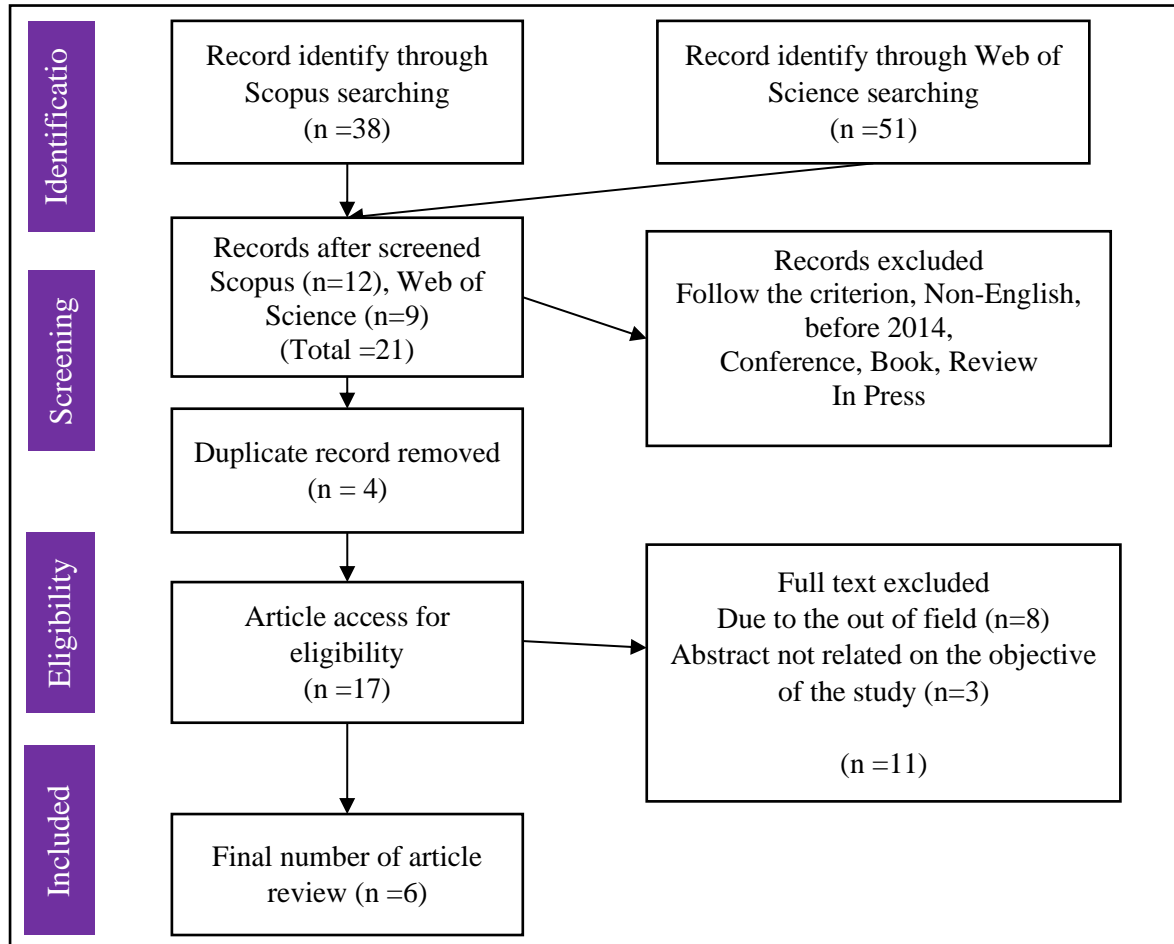 Identificatio
Record identify through
Scopus searching
(n =38)
Record identify through Web of
Science searching
(n =51)
Screening
Records after screened
Scopus (n=12), Web of
Science (n=9)
(Total =21)
Records excluded
Follow the criterion, Non-English,
before 2014,
Conference, Book, Review
In Press
Duplicate record removed
(n = 4)
Eligibility
Article access for
eligibility
(n =17)
Full text excluded
Due to the out of field (n=8)
Abstract not related on the objective
of the study (n=3)
(n =11)
Included
Final number of article
review (n =6)